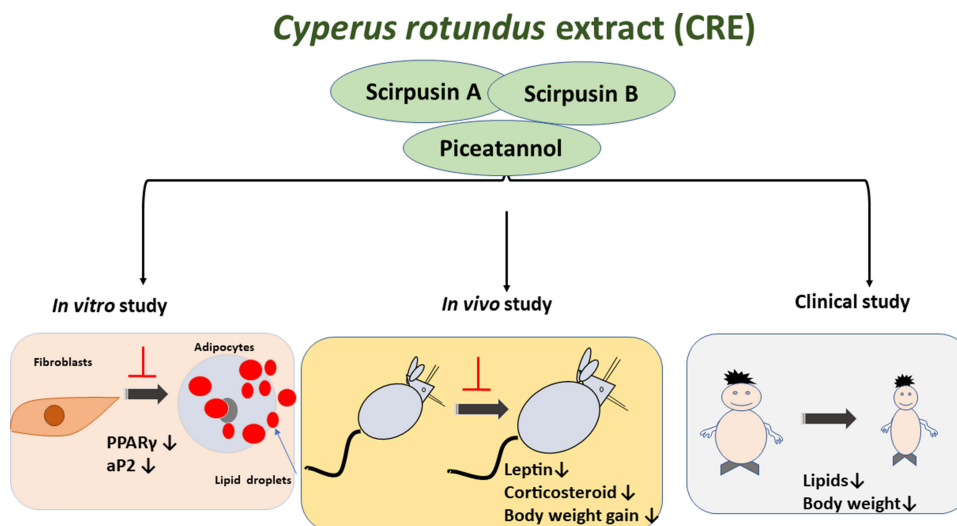 Cyperus rotundus extract (CRE)
Scirpusin A
Scirpusin B
Piceatannol
In vitro study
In vivo study
Clinical study
Fibroblasts
Adipocytes
PPARγ ↓
aP2 ↓
Lipid droplets
Leptin↓
Corticosteroid ↓
Body weight gain ↓
Lipids↓
Body weight↓